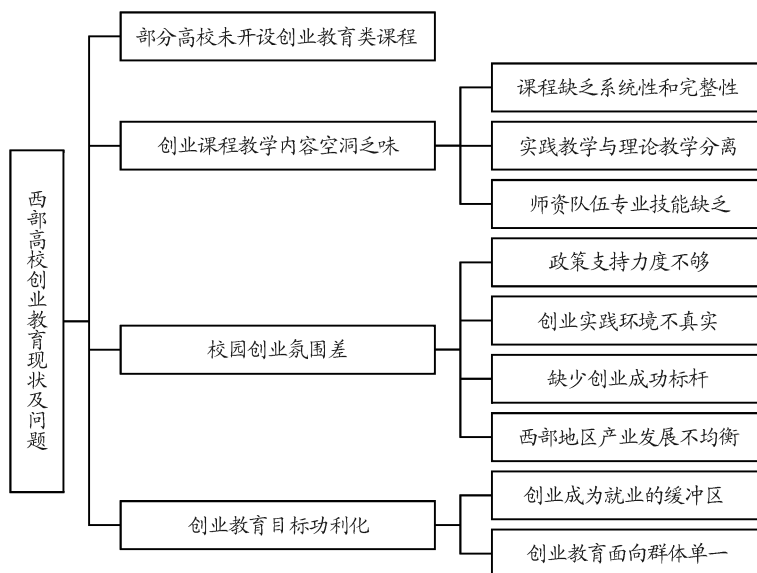 西部高校创业教育现状及问题
部分高校未开设创业教育类课程
创业课程教学内容空洞乏味
课程缺乏系统性和完整性
实践教学与理论教学分离
师资队伍专业技能缺乏
校园创业氛围差
政策支持力度不够
创业实践环境不真实
缺少创业成功标杆
西部地区产业发展不均衡
创业教育目标功利化
创业成为就业的缓冲区
创业教育面向群体单一